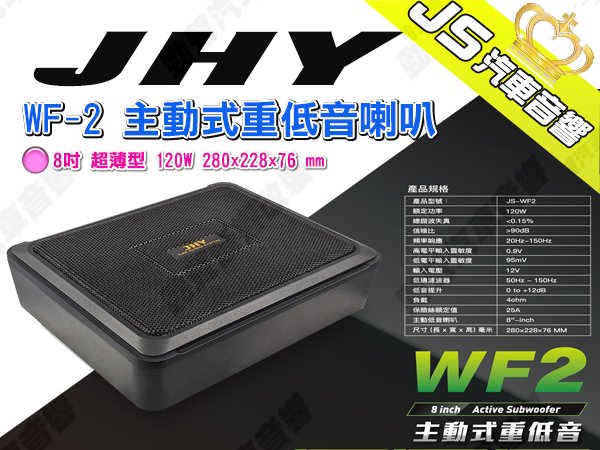 JHY
JS汽車音響
WF-2 主動式重低音喇叭
8吋 超薄型 120W 280x228x76 mm
產品規格
產品型號： JS-WF2
額定功率 120W
總諧波失真 <0.15%
信噪比 >90dB
頻率響應 20Hz-150Hz
高電平輸入靈敏度 0.9V
低電平輸入靈敏度 95mV
輸入電壓 12V
低通濾波器 50Hz - 150Hz
低音提升 0 to +12dB
負載 4ohm
保險絲額定值 25A
主動低音喇叭 8"-inch
尺寸 (長 x 寬 x 高) 毫米 280×228×76 MM
JHY
WF2
8 inch Active Subwoofer
主動式重低音